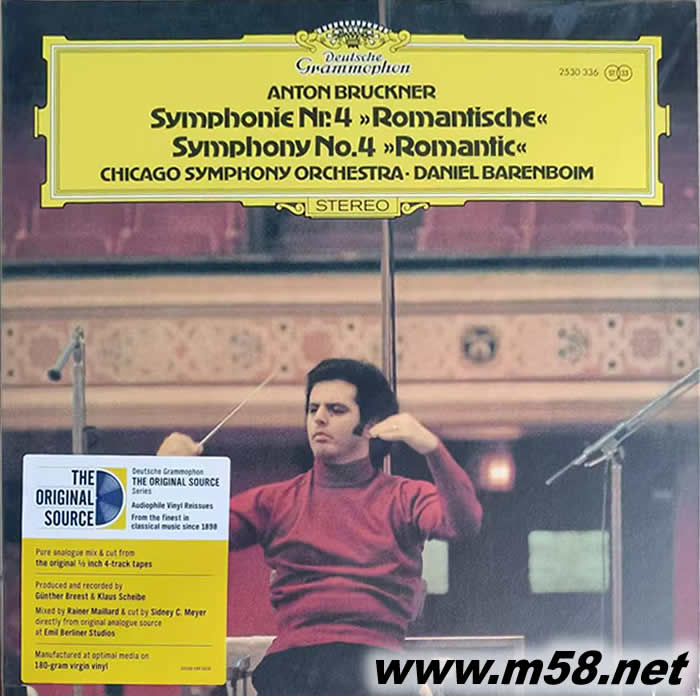 Deutsche
Grammophon
2530 336 ST 33
ANTON BRUCKNER
Symphonie Nr. 4 »Romantische«
Symphony No. 4 »Romantic«
CHICAGO SYMPHONY ORCHESTRA · DANIEL BARENBOIM
STEREO
THE
ORIGINAL
SOURCE
Deutsche Grammophon
THE ORIGINAL SOURCE
Series
Audiophile Vinyl Reissues
From the finest in
classical music since 1898
Pure analogue mix & cut from
the original ½ inch 4-track tapes
Produced and recorded by
Günther Breest & Klaus Scheibe
Mixed by Rainer Maillard & cut by Sidney C. Meyer
directly from original analogue source
at Emil Berliner Studios
Manufactured at optimal media on
180-gram virgin vinyl
www.m58.net